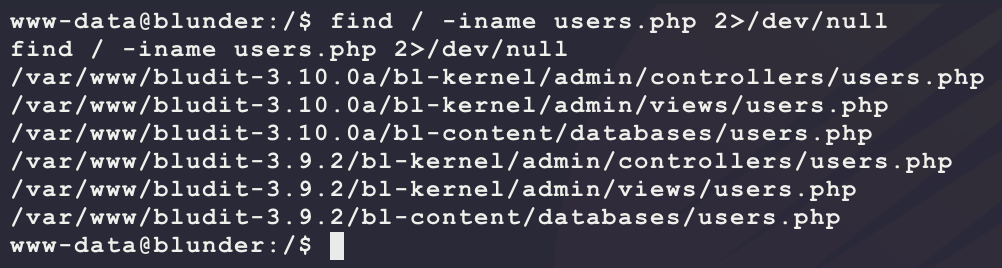 www-data@blunder:/$ find / -iname users.php 2>/dev/null
find / -iname users.php 2>/dev/null
/var/www/bludit-3.10.0a/bl-kernel/admin/controllers/users.php
/var/www/bludit-3.10.0a/bl-kernel/admin/views/users.php
/var/www/bludit-3.10.0a/bl-content/databases/users.php
/var/www/bludit-3.9.2/bl-kernel/admin/controllers/users.php
/var/www/bludit-3.9.2/bl-kernel/admin/views/users.php
/var/www/bludit-3.9.2/bl-content/databases/users.php
www-data@blunder:/$